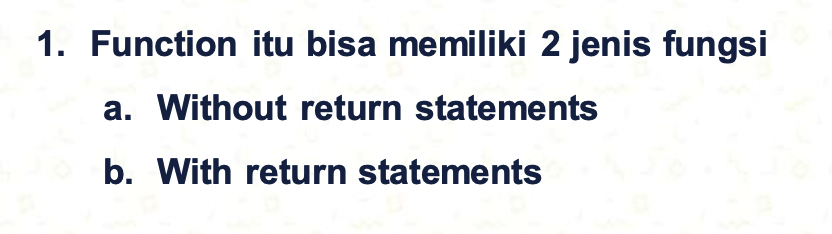 1. Function itu bisa memiliki 2 jenis fungsi
a. Without return statements
b. With return statements